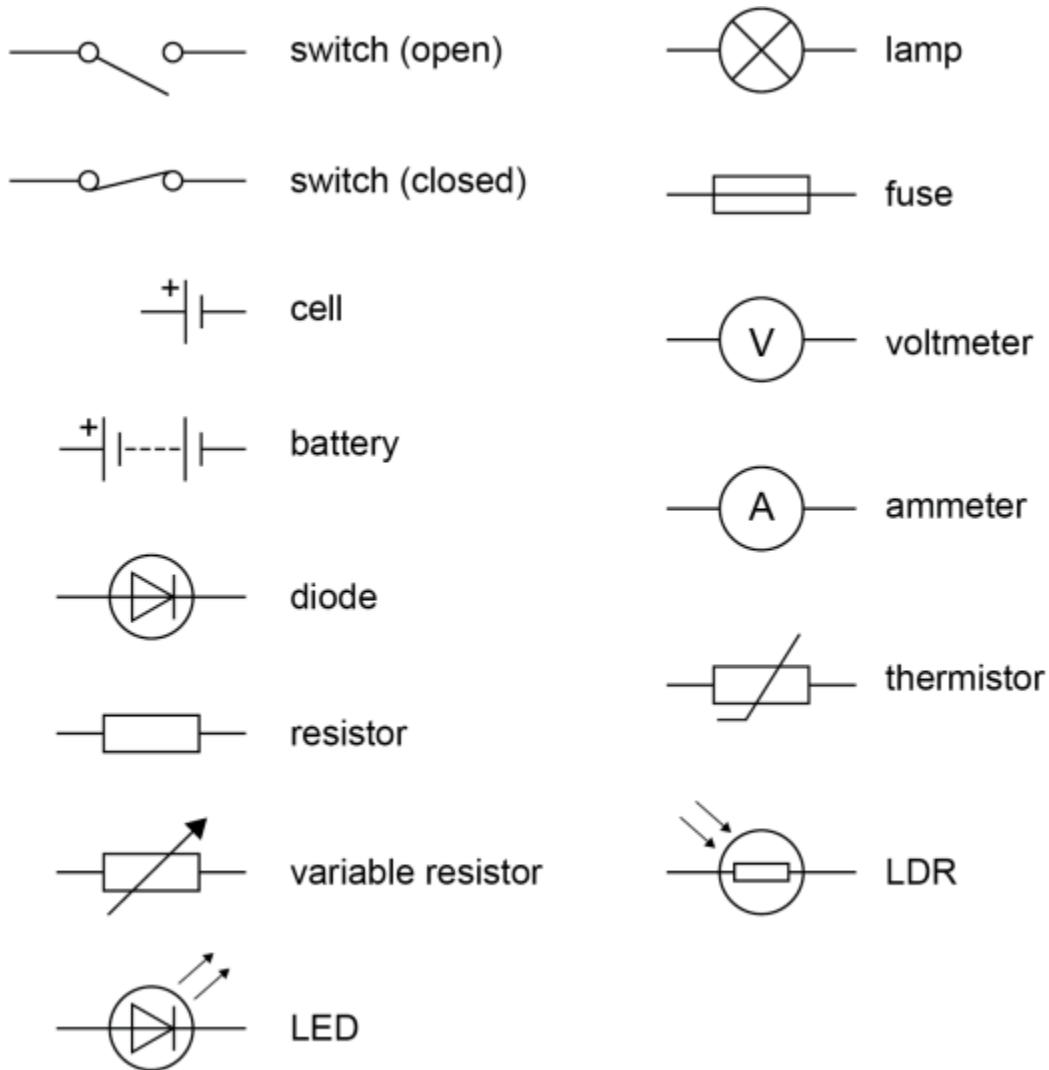 switch (open)
switch (closed)
+
cell
+
battery
diode
resistor
variable resistor
LED
lamp
fuse
V
voltmeter
A
ammeter
thermistor
LDR